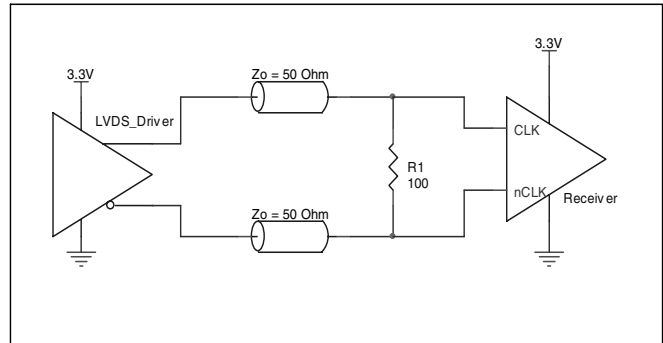 3.3V
LVDS_Driver
Zo = 50 Ohm
Zo = 50 Ohm
R1
100
3.3V
CLK
nCLK
Receiver